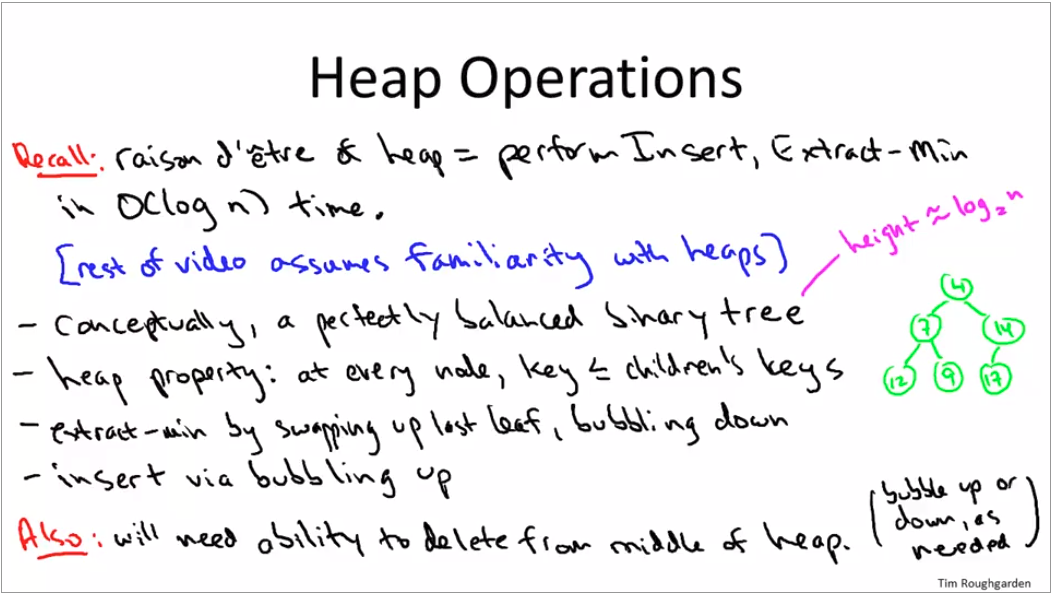 Heap Operations
Recall: raison d'être of heap = perform Insert, Extract-Min
in O(log n) time.
[rest of video assumes familiarity with heaps]
height ≈ log₂ n
- conceptually, a perfectly balanced binary tree
- heap property: at every node, key ≤ children's keys
- extract-min by swapping up last leaf, bubbling down
- insert via bubbling up
4
7 14
12 9 17
Also: will need ability to delete from middle of heap.
(bubble up or
down, as
needed)
Tim Roughgarden